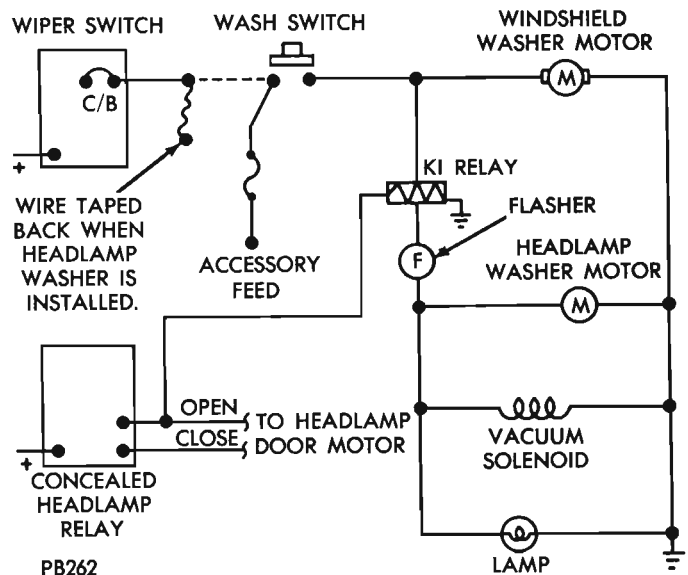 WIPER SWITCH
WASH SWITCH
WINDSHIELD
WASHER MOTOR
C/B
M
+
K1 RELAY
WIRE TAPED
BACK WHEN
HEADLAMP
WASHER IS
INSTALLED.
FLASHER
F
ACCESSORY
FEED
HEADLAMP
WASHER MOTOR
M
OPEN
CLOSE
TO HEADLAMP
DOOR MOTOR
+
VACUUM
SOLENOID
CONCEALED
HEADLAMP
RELAY
LAMP
PB262